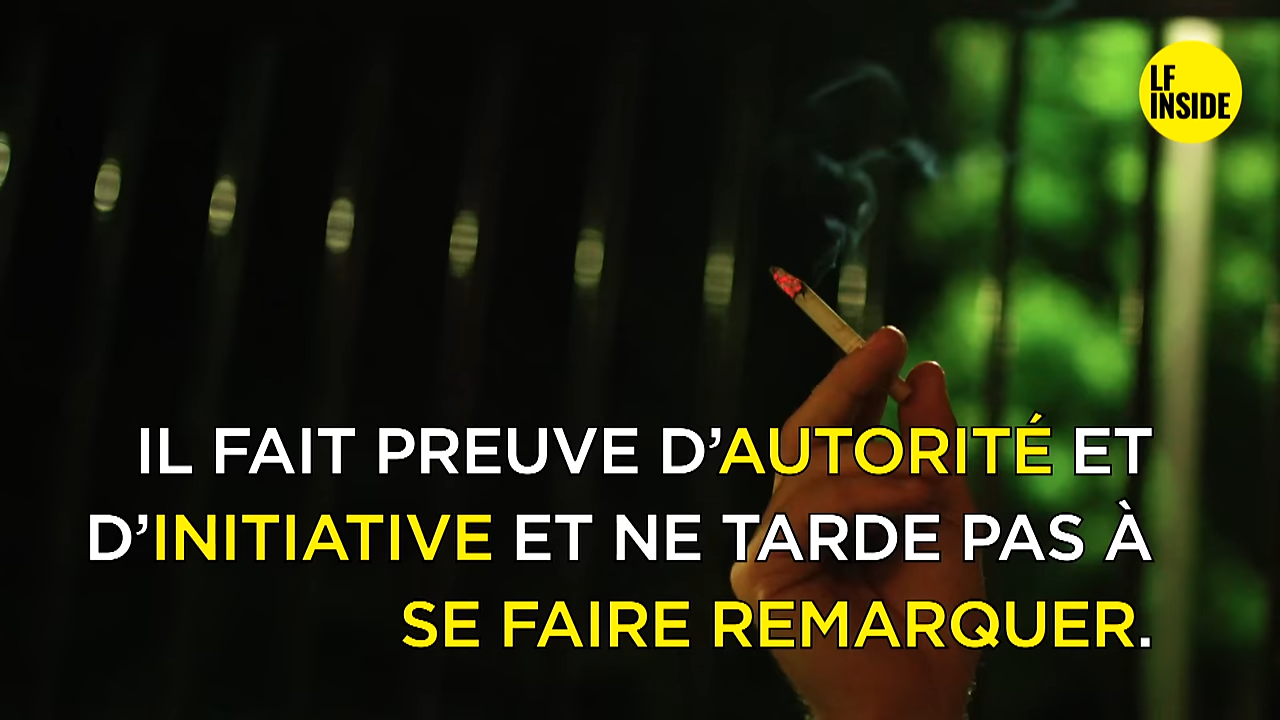 LF
INSIDE
IL FAIT PREUVE D’AUTORITÉ ET
D’INITIATIVE ET NE TARDE PAS À
SE FAIRE REMARQUER.